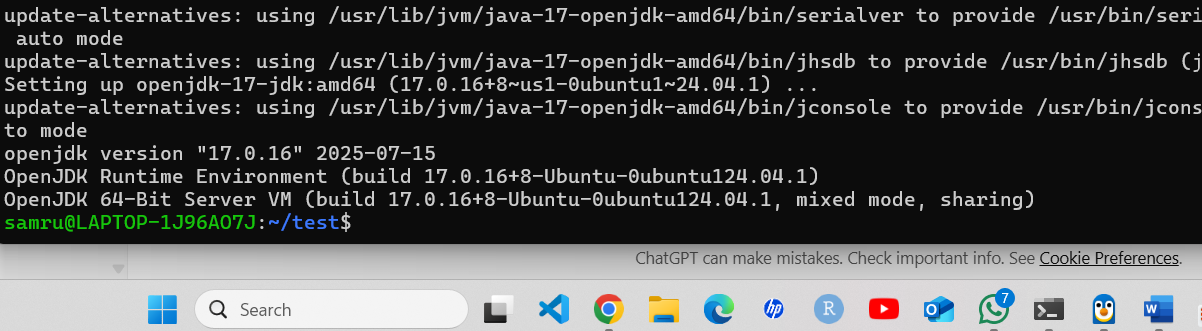 update-alternatives: using /usr/lib/jvm/java-17-openjdk-amd64/bin/serialver to provide /usr/bin/seri
 auto mode
update-alternatives: using /usr/lib/jvm/java-17-openjdk-amd64/bin/jhsdb to provide /usr/bin/jhsdb (j
Setting up openjdk-17-jdk:amd64 (17.0.16+8~us1-0ubuntu1~24.04.1) ...
update-alternatives: using /usr/lib/jvm/java-17-openjdk-amd64/bin/jconsole to provide /usr/bin/jcons
to mode
openjdk version "17.0.16" 2025-07-15
OpenJDK Runtime Environment (build 17.0.16+8-Ubuntu-0ubuntu124.04.1)
OpenJDK 64-Bit Server VM (build 17.0.16+8-Ubuntu-0ubuntu124.04.1, mixed mode, sharing)
samru@LAPTOP-1J96AO7J:~/test$
ChatGPT can make mistakes. Check important info. See Cookie Preferences.
Search
hp
R
7
W